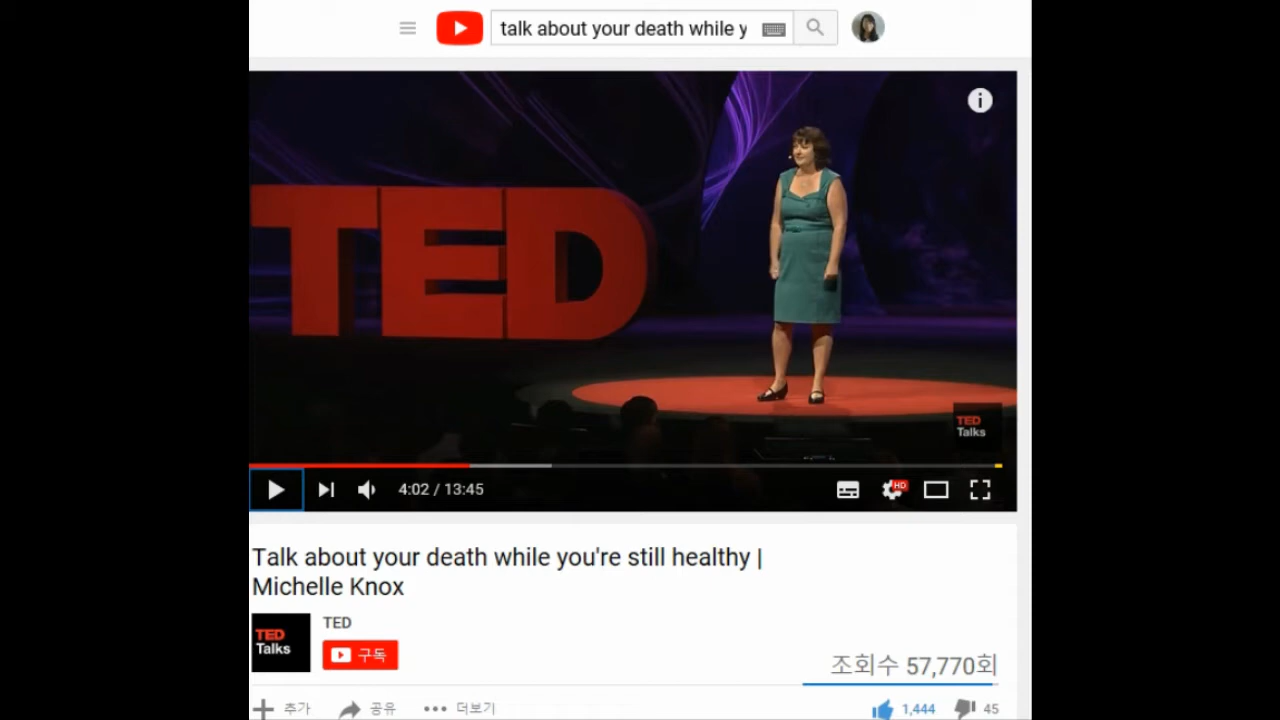 talk about your death while y
TED
TED
Talks
4:02 / 13:45
HD
Talk about your death while you're still healthy |
Michelle Knox
TED
Talks
TED
구독
조회수 57,770회
추가
공유
더보기
1,444
45